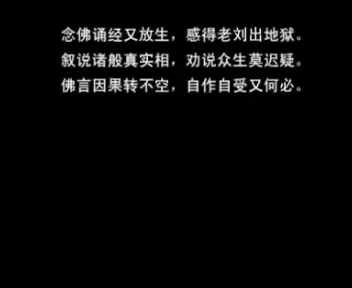 念佛诵经又放生，感得老刘出地狱。
叙说诸般真实相，劝说众生莫迟疑。
佛言因果转不空，自作自受又何必。